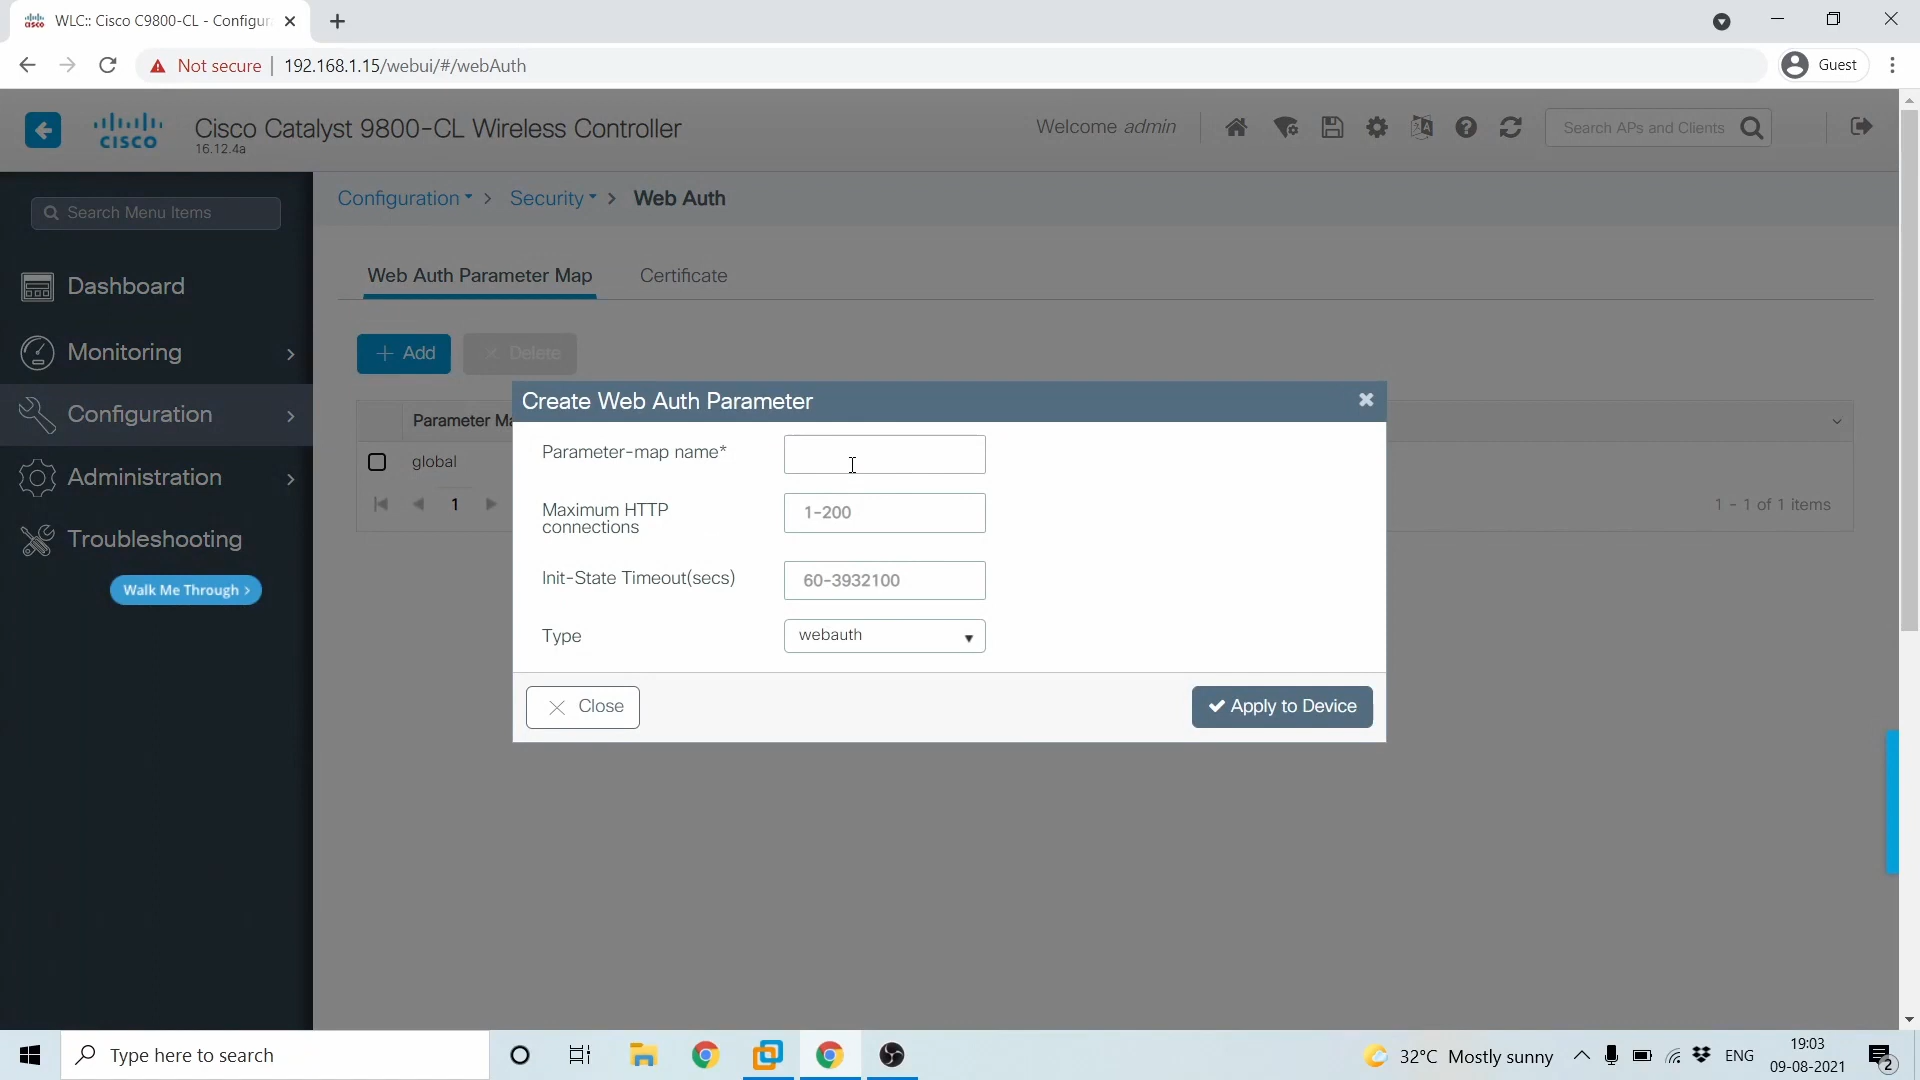 WLC:: Cisco C9800-CL - Configur
Not secure
192.168.1.15/webui/#/webAuth
Guest
CISCO
Cisco Catalyst 9800-CL Wireless Controller
16.12.4a
Welcome admin
Search APs and Clients
Search Menu Items
Configuration > Security > Web Auth
Dashboard
Monitoring
Configuration
Administration
Troubleshooting
Walk Me Through >
Web Auth Parameter Map
Certificate
+ Add
× Delete
Parameter Ma
global
1
1 - 1 of 1 items
Create Web Auth Parameter
Parameter-map name*
Maximum HTTP
connections
1-200
Init-State Timeout(secs)
60-3932100
Type
webauth
Close
Apply to Device
Type here to search
32°C Mostly sunny
ENG
19:03
09-08-2021
2